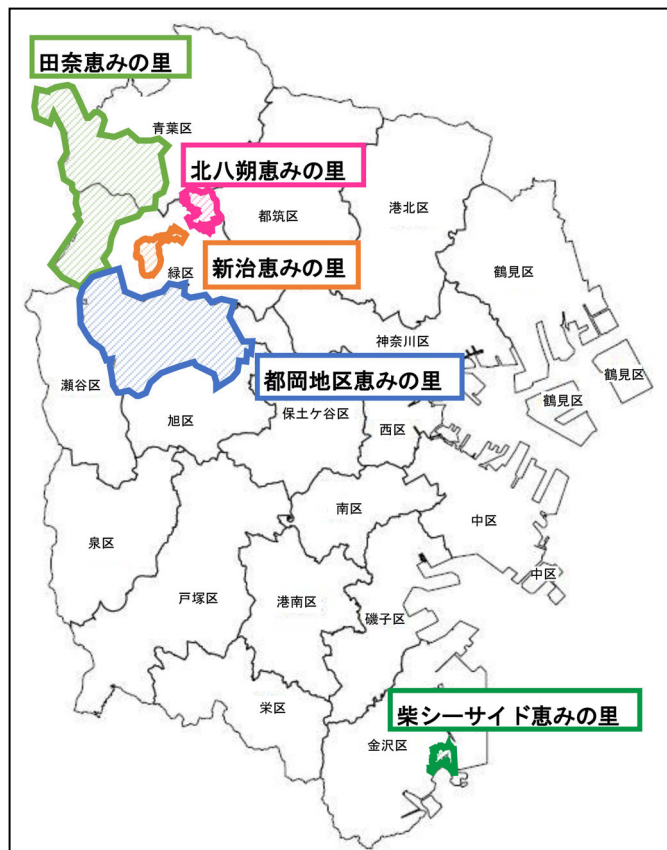 田奈恵みの里
青葉区
北八朔恵みの里
都筑区
港北区
新治恵みの里
緑区
鶴見区
神奈川区
鶴見区
瀬谷区
都岡地区恵みの里
鶴見区
旭区
保土ケ谷区
西区
南区
中区
泉区
中区
戸塚区
港南区
磯子区
栄区
柴シーサイド恵みの里
金沢区